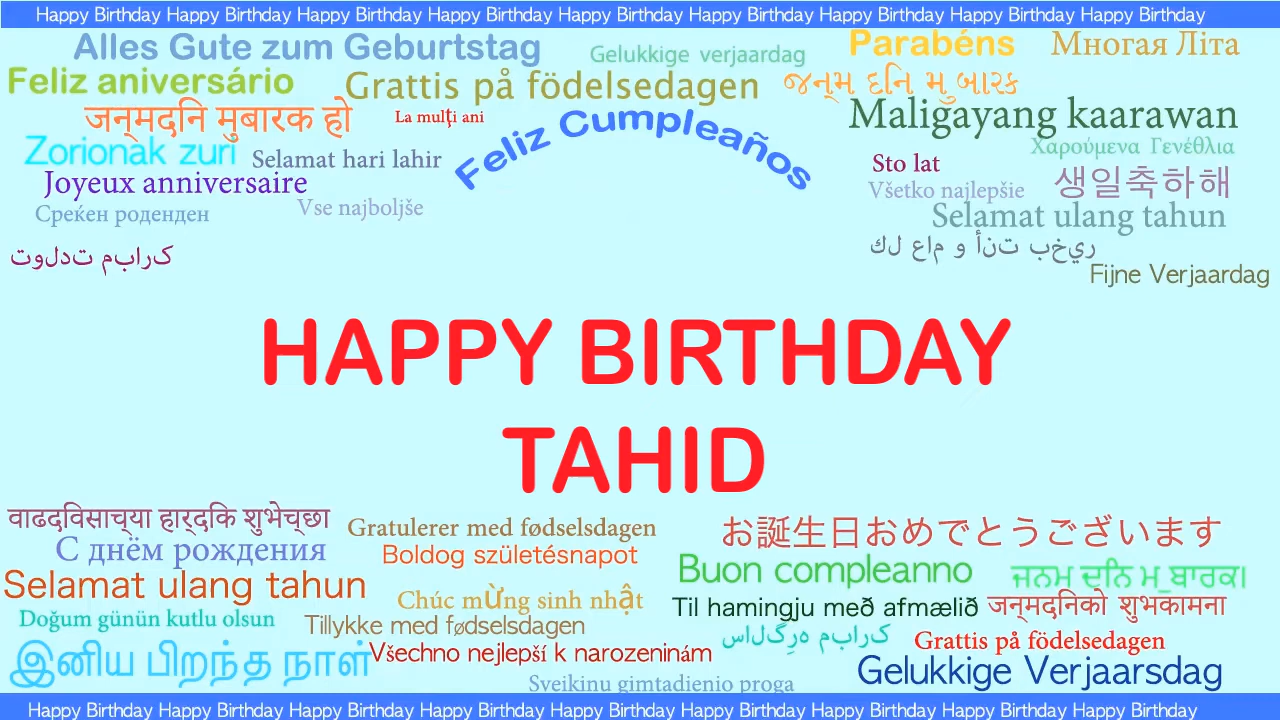 Happy Birthday Happy Birthday Happy Birthday Happy Birthday Happy Birthday Happy Birthday Happy Birthday Happy Birthday Happy Birthday
Alles Gute zum Geburtstag
Gelukkige verjaardag
Parabéns
Многая Літа
Feliz aniversário
Grattis på födelsedagen
જન્મ દિન મુબારક
जन्मदिन मुबारक हो
La mulţi ani
Feliz Cumpleaños
Maligayang kaarawan
Zorionak zuri
Selamat hari lahir
Sto lat
Χαρούμενα Γενέθλια
Joyeux anniversaire
Všetko najlepšie
생일축하해
Среќен роденден
Vse najboljše
Selamat ulang tahun
تولدت مبارک
كل عام و أنت بخير
Fijne Verjaardag
HAPPY BIRTHDAY
TAHID
वाढदिवसाच्या हार्दिक शुभेच्छा
Gratulerer med fødselsdagen
お誕生日おめでとうございます
С днём рождения
Boldog születésnapot
Buon compleanno
ਜਨਮ ਦਿਨ ਮੁਬਾਰਕ।
Selamat ulang tahun
Chúc mừng sinh nhật
Til hamingju með afmælið
जन्मदिनको शुभकामना
Doğum günün kutlu olsun
Tillykke med fødselsdagen
سالگرہ مبارک
Grattis på födelsedagen
இனிய பிறந்த நாள்
Všechno nejlepší k narozeninám
Gelukkige Verjaarsdag
Sveikinu gimtadienio proga
Happy Birthday Happy Birthday Happy Birthday Happy Birthday Happy Birthday Happy Birthday Happy Birthday Happy Birthday Happy Birthday